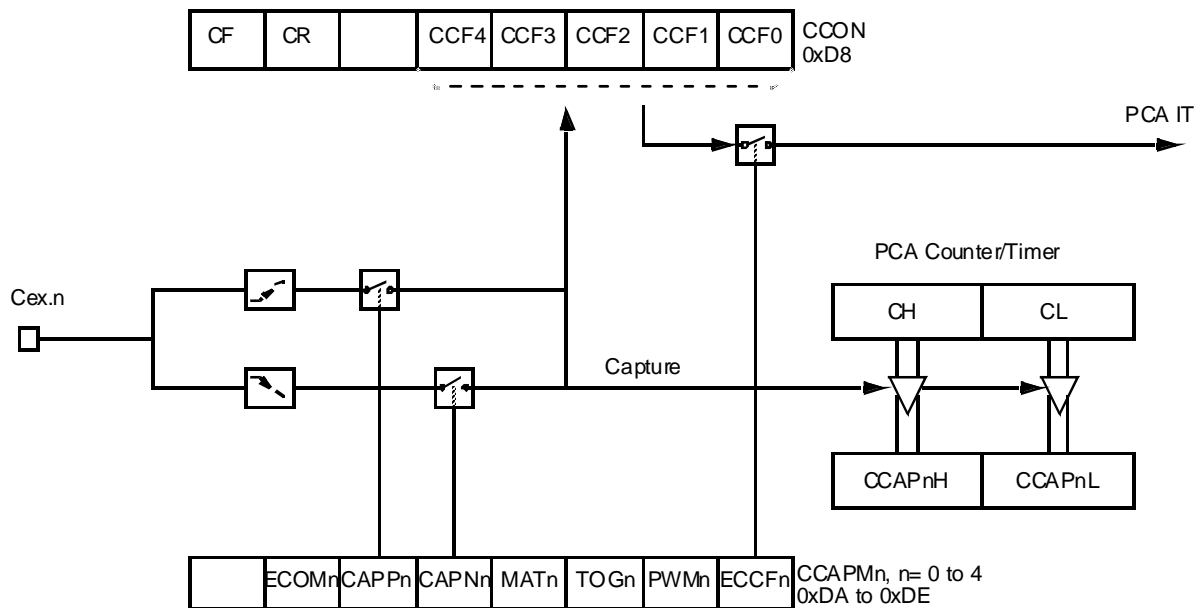 CF CR CCF4 CCF3 CCF2 CCF1 CCF0 CCON
0xD8
PCA IT
PCA Counter/Timer
Cex.n
CH CL
Capture
CCAPnH CCAPnL
ECOMn CAPPn CAPNn MATn TOGn PWMn ECCFn CCAPMn, n= 0 to 4
0xDA to 0xDE